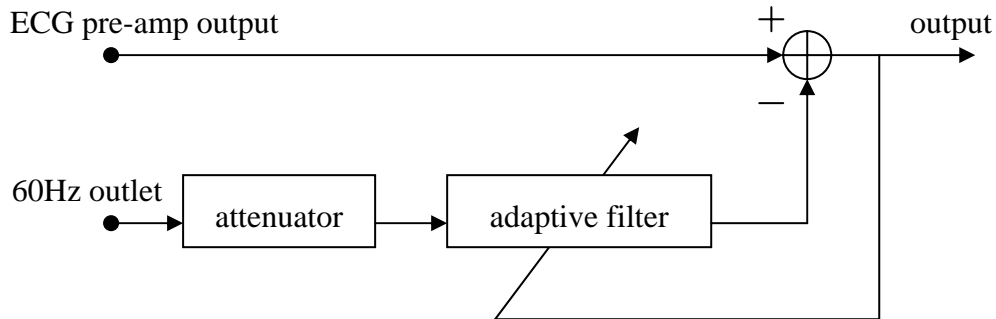 ECG pre-amp output
output
+
−
60Hz outlet
attenuator
adaptive filter